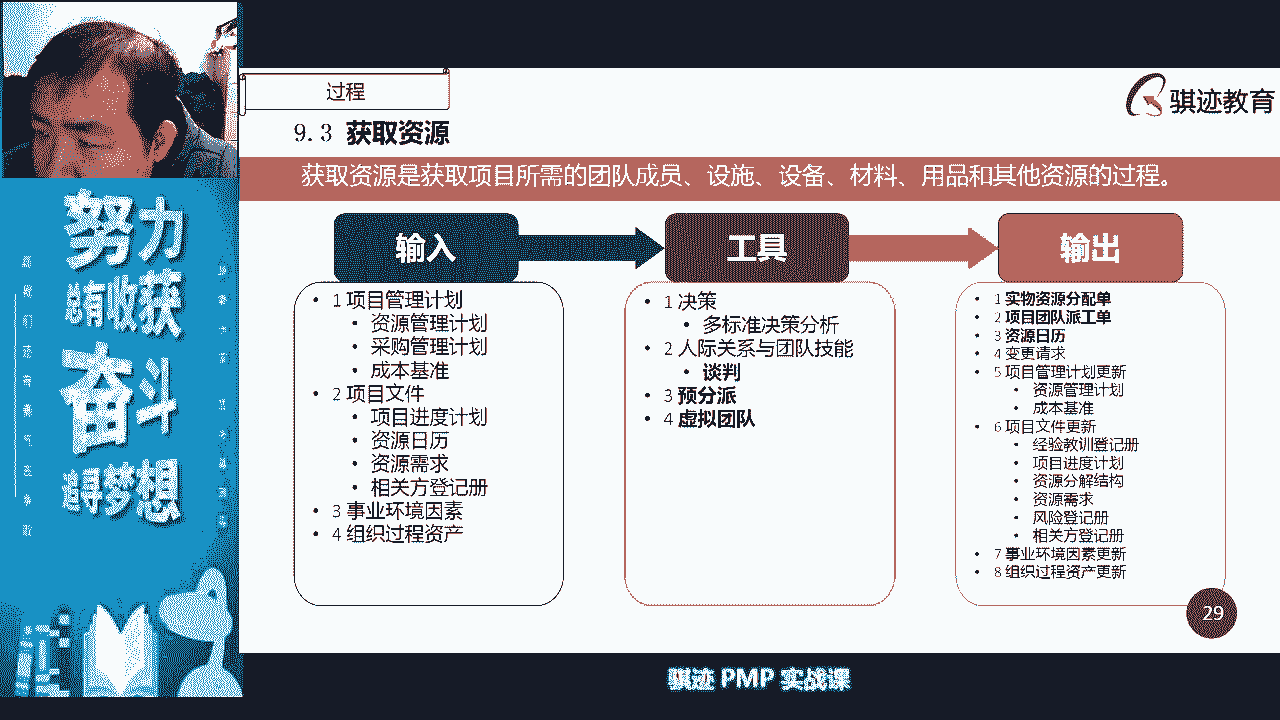 过程
骐迹教育
9.3 获取资源
获取资源是获取项目所需的团队成员、设施、设备、材料、用品和其他资源的过程。
输入
工具
输出
• 1 项目管理计划
• 资源管理计划
• 采购管理计划
• 成本基准
• 2 项目文件
• 项目进度计划
• 资源日历
• 资源需求
• 相关方登记册
• 3 事业环境因素
• 4 组织过程资产
• 1 决策
• 多标准决策分析
• 2 人际关系与团队技能
• 谈判
• 3 预分派
• 4 虚拟团队
• 1 实物资源分配单
• 2 项目团队派工单
• 3 资源日历
• 4 变更请求
• 5 项目管理计划更新
• 资源管理计划
• 成本基准
• 6 项目文件更新
• 经验教训登记册
• 项目进度计划
• 资源分解结构
• 资源需求
• 风险登记册
• 相关方登记册
• 7 事业环境因素更新
• 8 组织过程资产更新
29
骐迹 PMP 实战课
努力
总有收获
奋斗
追寻梦想